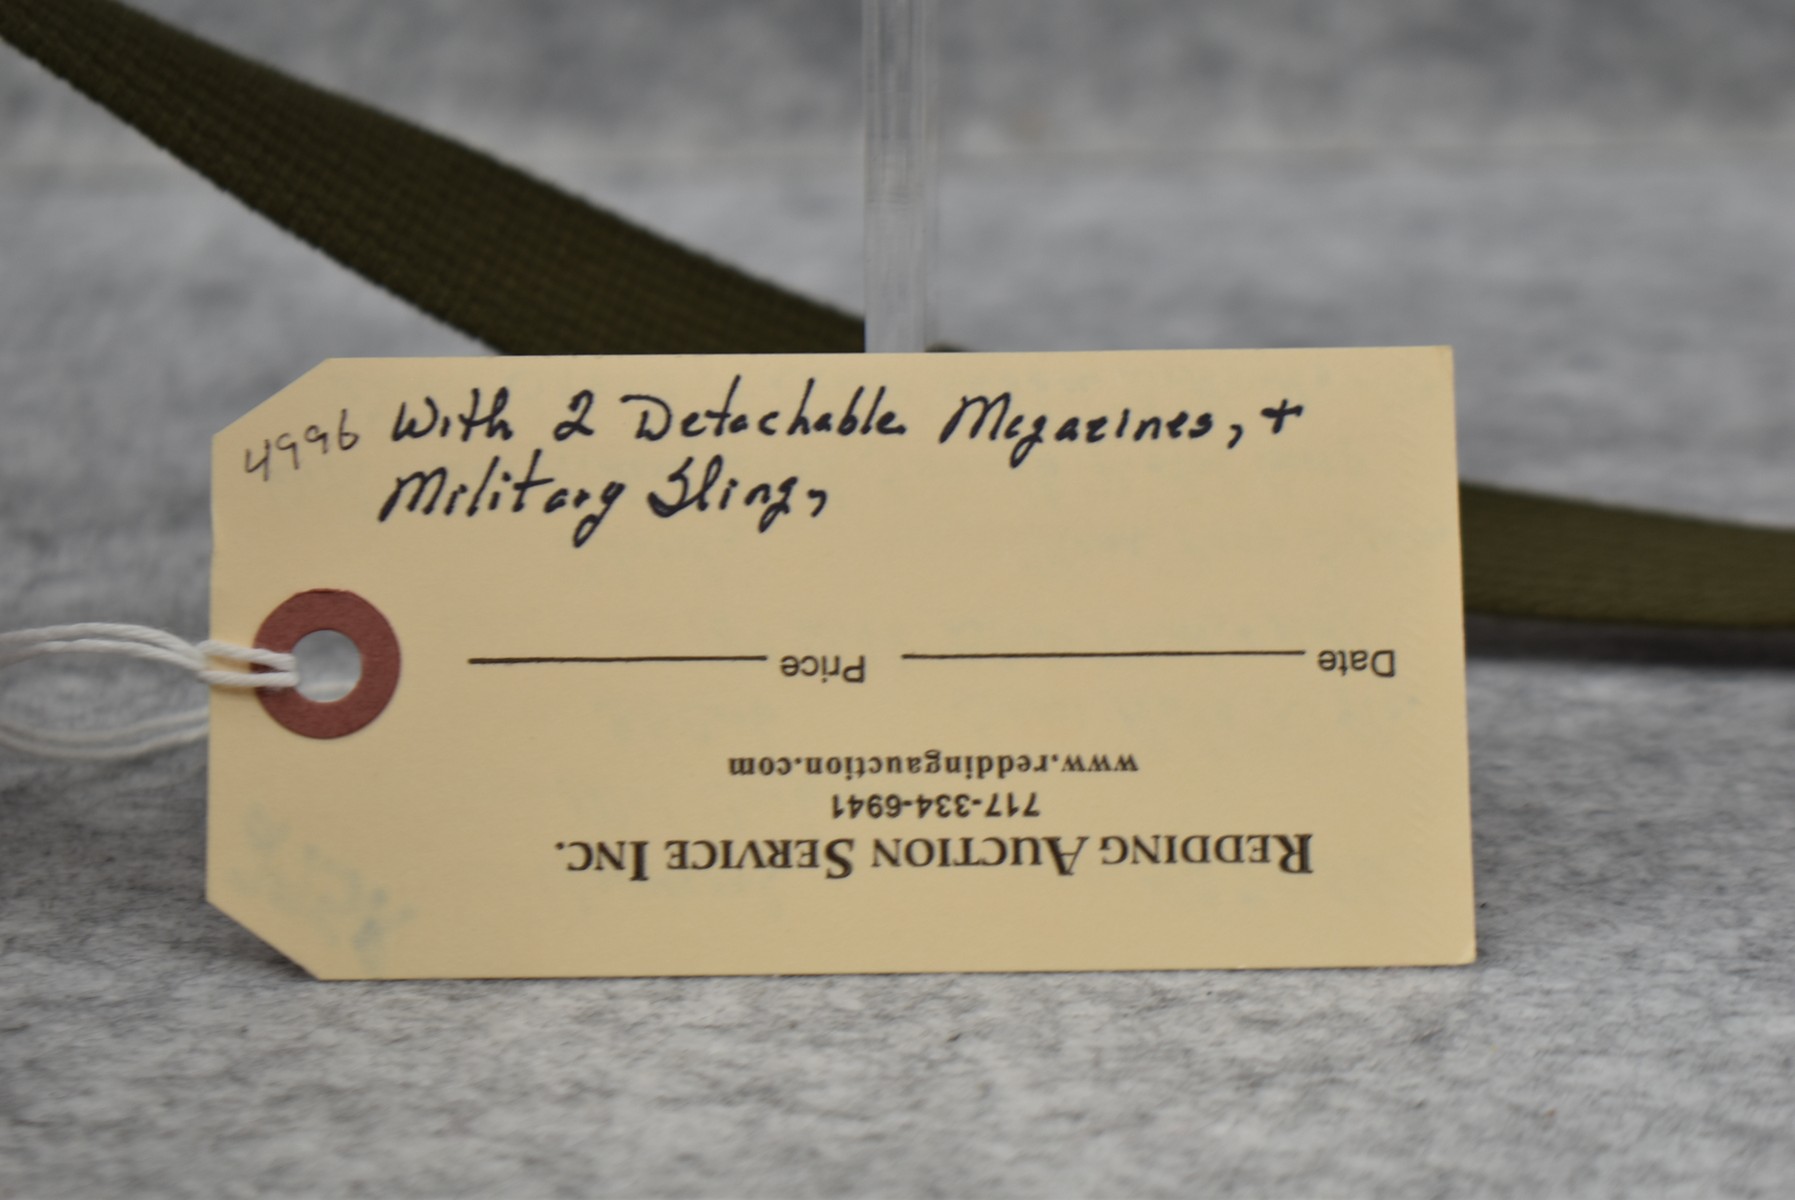 4996 With 2 Detachable Magazines, +
Military Sling,
REDDING AUCTION SERVICE INC.
717-334-6941
www.reddingauction.com
Date Price